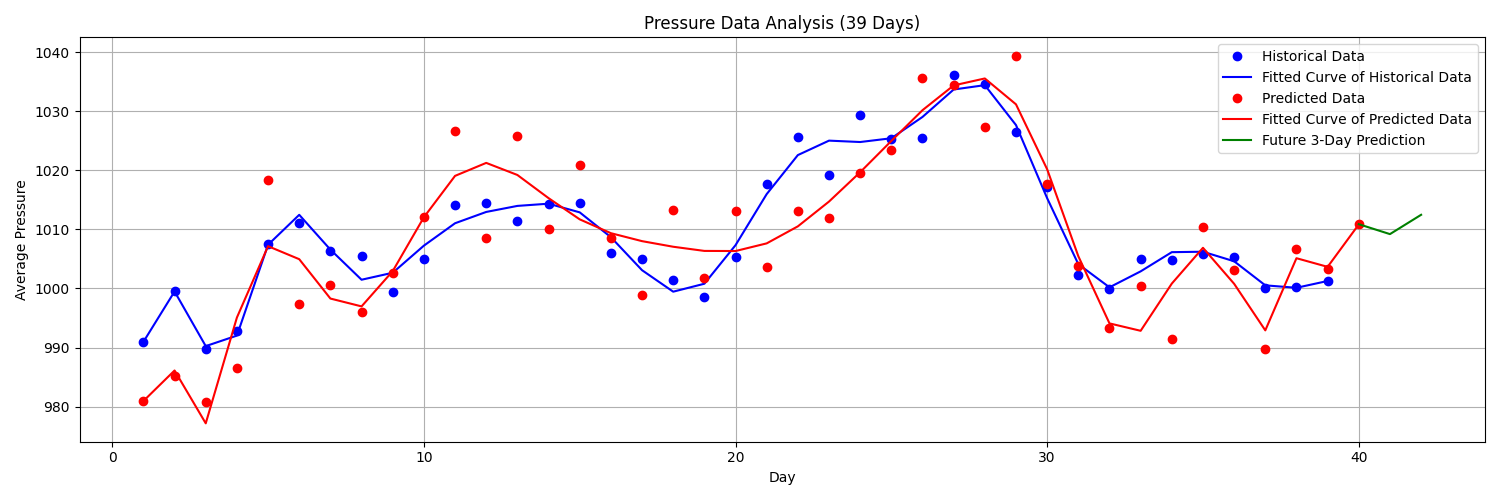 Pressure Data Analysis (39 Days)
Historical Data
Fitted Curve of Historical Data
Predicted Data
Fitted Curve of Predicted Data
Future 3-Day Prediction
Average Pressure
1040
1030
1020
1010
1000
990
980
0 10 20 30 40
Day